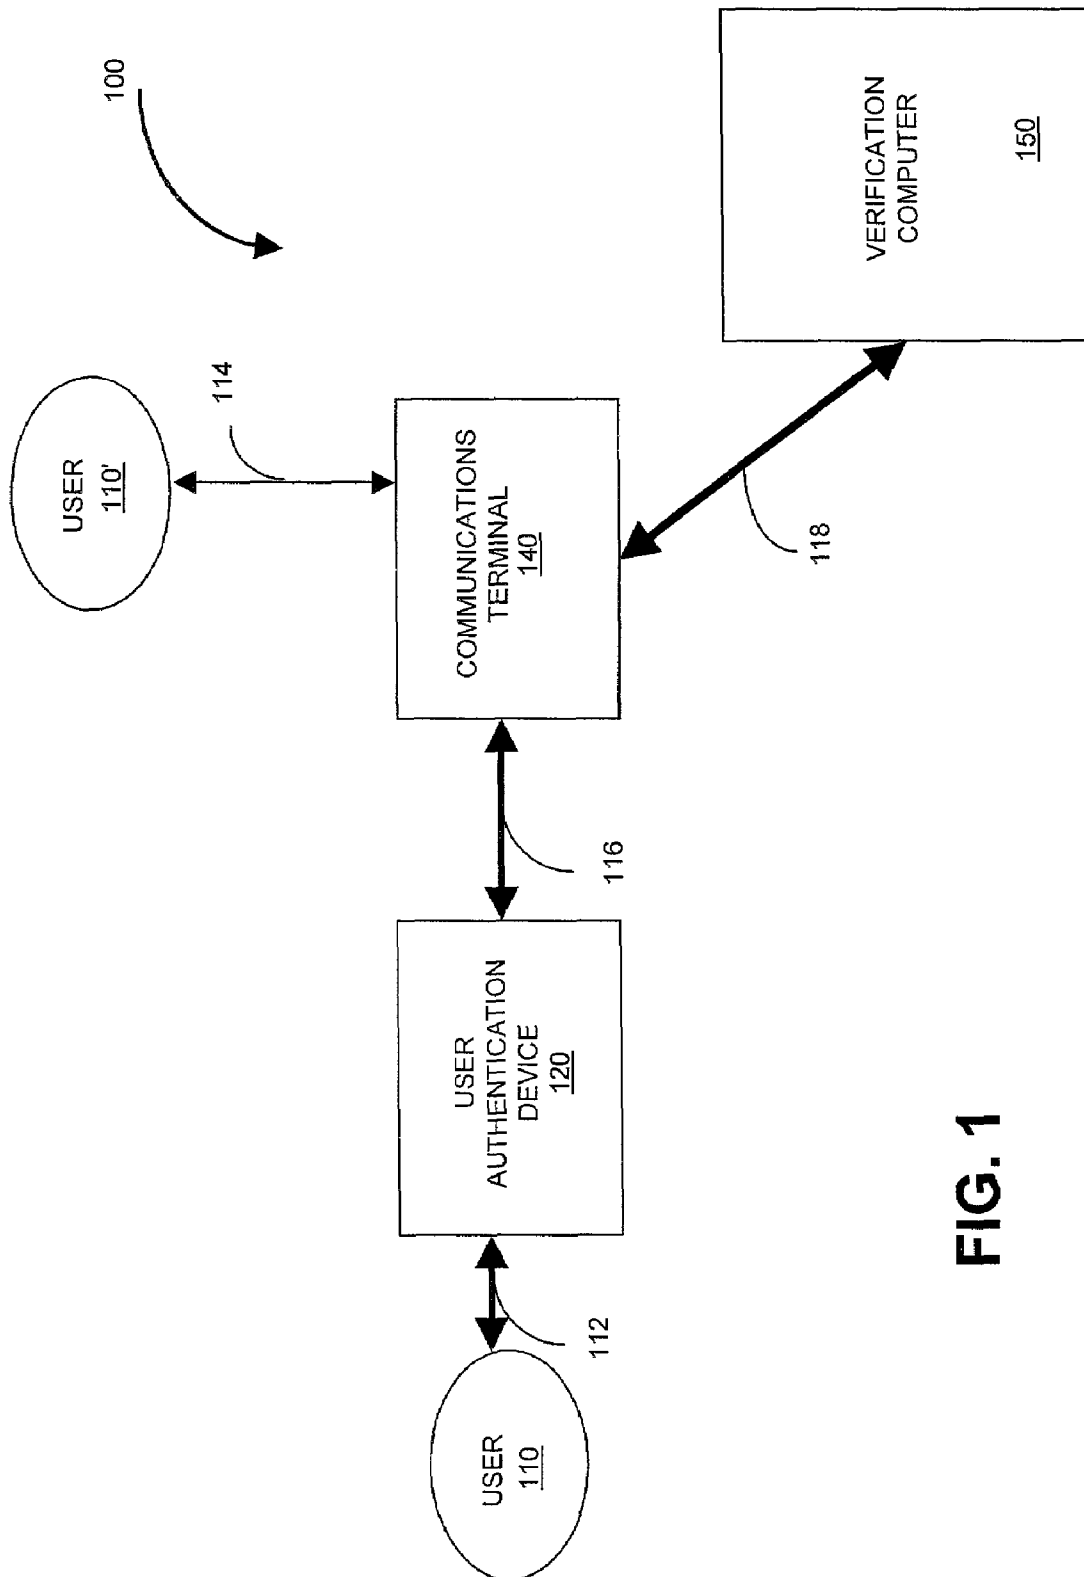 100
USER
110'
114
COMMUNICATIONS
TERMINAL
140
118
VERIFICATION
COMPUTER
150
116
USER
AUTHENTICATION
DEVICE
120
112
USER
110
FIG. 1